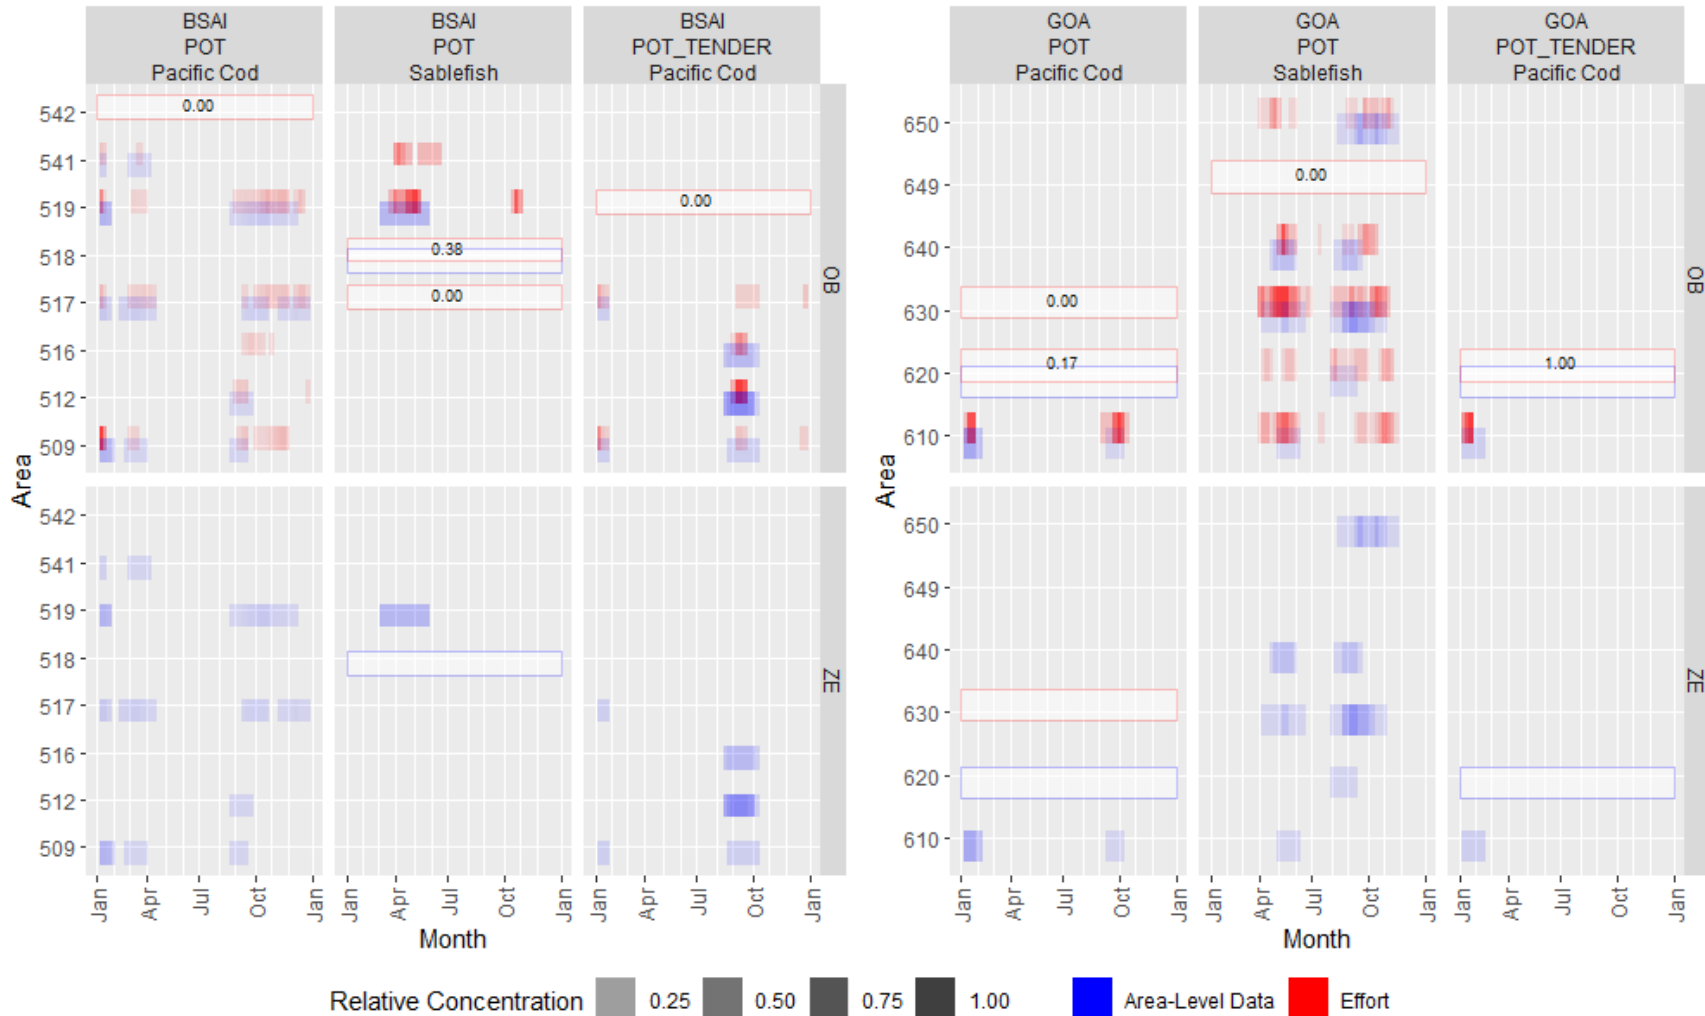 BSAI
POT
Pacific Cod
BSAI
POT
Sablefish
BSAI
POT_TENDER
Pacific Cod
GOA
POT
Pacific Cod
GOA
POT
Sablefish
GOA
POT_TENDER
Pacific Cod
Area
542
541
519
518
517
516
512
509
0.00
0.38
0.00
0.00
OB
542
541
519
518
517
516
512
509
ZE
Jan
Apr
Jul
Oct
Jan
Jan
Apr
Jul
Oct
Jan
Jan
Apr
Jul
Oct
Jan
Month
Area
650
649
640
630
620
610
0.00
0.17
0.00
1.00
OB
650
649
640
630
620
610
ZE
Jan
Apr
Jul
Oct
Jan
Jan
Apr
Jul
Oct
Jan
Jan
Apr
Jul
Oct
Jan
Month
Relative Concentration 0.25 0.50 0.75 1.00 Area-Level Data Effort